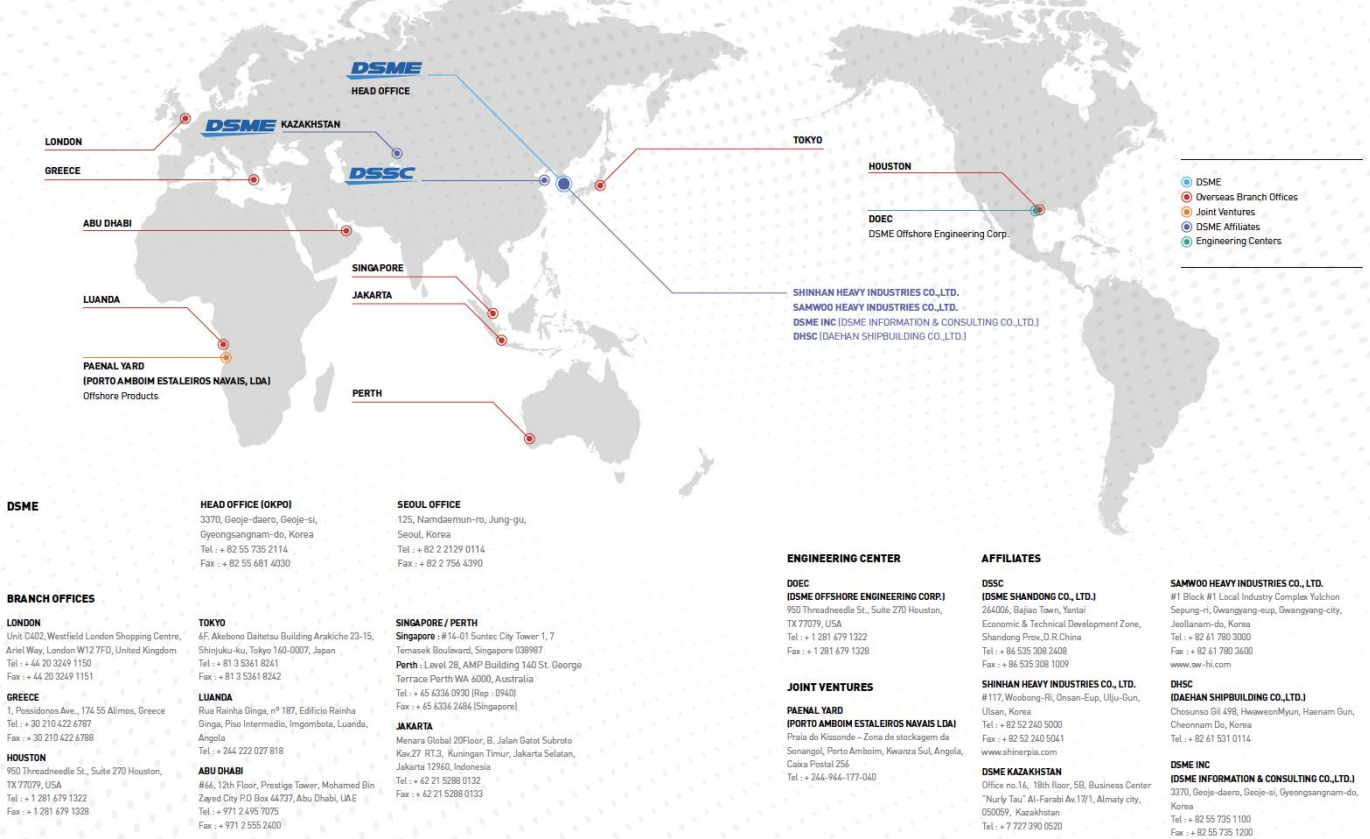 DSME
HEAD OFFICE
DSME KAZAKHSTAN
LONDON
GREECE
DSSC
ABU DHABI
SINGAPORE
JAKARTA
LUANDA
PAENAL YARD
(PORTO AMBOIM ESTALEIROS NAVAIS, LDA)
Offshore Products
PERTH
TOKYO
HOUSTON
DOEC
DSME Offshore Engineering Corp.
SHINHAN HEAVY INDUSTRIES CO.,LTD.
SAMWOO HEAVY INDUSTRIES CO.,LTD.
DSME INC (DSME INFORMATION & CONSULTING CO.,LTD.)
DHSC (DAEHAN SHIPBUILDING CO.,LTD.)
DSME
Overseas Branch Offices
Joint Ventures
DSME Affiliates
Engineering Centers
DSME
HEAD OFFICE (OKPO)
3370, Geoje-daero, Geoje-si,
Gyeongsangnam-do, Korea
Tel : + 82 55 735 2114
Fax : + 82 55 681 4030
SEOUL OFFICE
125, Namdaemun-ro, Jung-gu,
Seoul, Korea
Tel : + 82 2 2129 0114
Fax : + 82 2 756 4390
BRANCH OFFICES
LONDON
Unit C402, Westfield London Shopping Centre,
Ariel Way, London W12 7FD, United Kingdom
Tel : + 44 20 3249 1150
Fax : + 44 20 3249 1151
GREECE
1, Possidonos Ave., 174 55 Alimos, Greece
Tel : + 30 210 422 6787
Fax : + 30 210 422 6788
HOUSTON
950 Threadneedle St., Suite 270 Houston,
TX 77079, USA
Tel : + 1 281 679 1322
Fax : + 1 281 679 1328
TOKYO
6F. Akebono Daitetsu Building Arakicho 23-15,
Shinjuku-ku, Tokyo 160-0007, Japan
Tel : + 81 3 5361 8241
Fax : + 81 3 5361 8242
LUANDA
Rua Rainha Ginga, nº 187, Edificio Rainha
Ginga, Piso Intermedio, Imgombota, Luanda,
Angola
Tel : + 244 222 027 818
ABU DHABI
#66, 12th Floor, Prestige Tower, Mohamed Bin
Zayed City P.O Box 44737, Abu Dhabi, UAE
Tel : + 971 2 495 7075
Fax : + 971 2 555 2400
SINGAPORE / PERTH
Singapore : #14-01 Suntec City Tower 1, 7
Temasek Boulevard, Singapore 038987
Perth : Level 28, AMP Building 140 St. George
Terrace Perth WA 6000, Australia
Tel : + 65 6336 0930 (Rep : 0940)
Fax : + 65 6336 2484 (Singapore)
JAKARTA
Menara Global 20Floor, B. Jalan Gatot Subroto
Kav.27 RT.3, Kuningan Timur, Jakarta Selatan,
Jakarta 12960, Indonesia
Tel : + 62 21 5288 0132
Fax : + 62 21 5288 0133
ENGINEERING CENTER
DOEC
(DSME OFFSHORE ENGINEERING CORP.)
950 Threadneedle St., Suite 270 Houston,
TX 77079, USA
Tel : + 1 281 679 1322
Fax : + 1 281 679 1328
JOINT VENTURES
PAENAL YARD
(PORTO AMBOIM ESTALEIROS NAVAIS LDA)
Praia do Kissonde – Zona de stockagem da
Sonangol, Porto Amboim, Kwanza Sul, Angola,
Caixa Postal 256
Tel : + 244-944-177-040
AFFILIATES
DSSC
(DSME SHANDONG CO., LTD.)
264006, Bajiao Town, Yantai
Economic & Technical Development Zone,
Shandong Prov.,D.R.China
Tel : + 86 535 308 2408
Fax : + 86 535 308 1009
SHINHAN HEAVY INDUSTRIES CO., LTD.
#117, Woobong-Ri, Onsan-Eup, Ulju-Gun,
Ulsan, Korea
Tel : + 82 52 240 5000
Fax : + 82 52 240 5041
www.shinerpia.com
DSME KAZAKHSTAN
Office no.16, 18th floor, 5B, Business Center
"Nurly Tau" Al-Farabi Av.17/1, Almaty city,
050059, Kazakhstan
Tel : + 7 727 390 0520
SAMWOO HEAVY INDUSTRIES CO., LTD.
#1 Block #1 Local Industry Complex Yulchon
Sepung-ri, Gwangyang-eup, Gwangyang-city,
Jeollanam-do, Korea
Tel : + 82 61 780 3000
Fax : + 82 61 780 3600
www.sw-hi.com
DHSC
(DAEHAN SHIPBUILDING CO.,LTD.)
Chosunso Gil 498, HwaweonMyun, Haenam Gun,
Cheonnam Do, Korea
Tel : + 82 61 531 0114
DSME INC
(DSME INFORMATION & CONSULTING CO.,LTD.)
3370, Geoje-daero, Geoje-si, Gyeongsangnam-do,
Korea
Tel : + 82 55 735 1100
Fax : + 82 55 735 1200